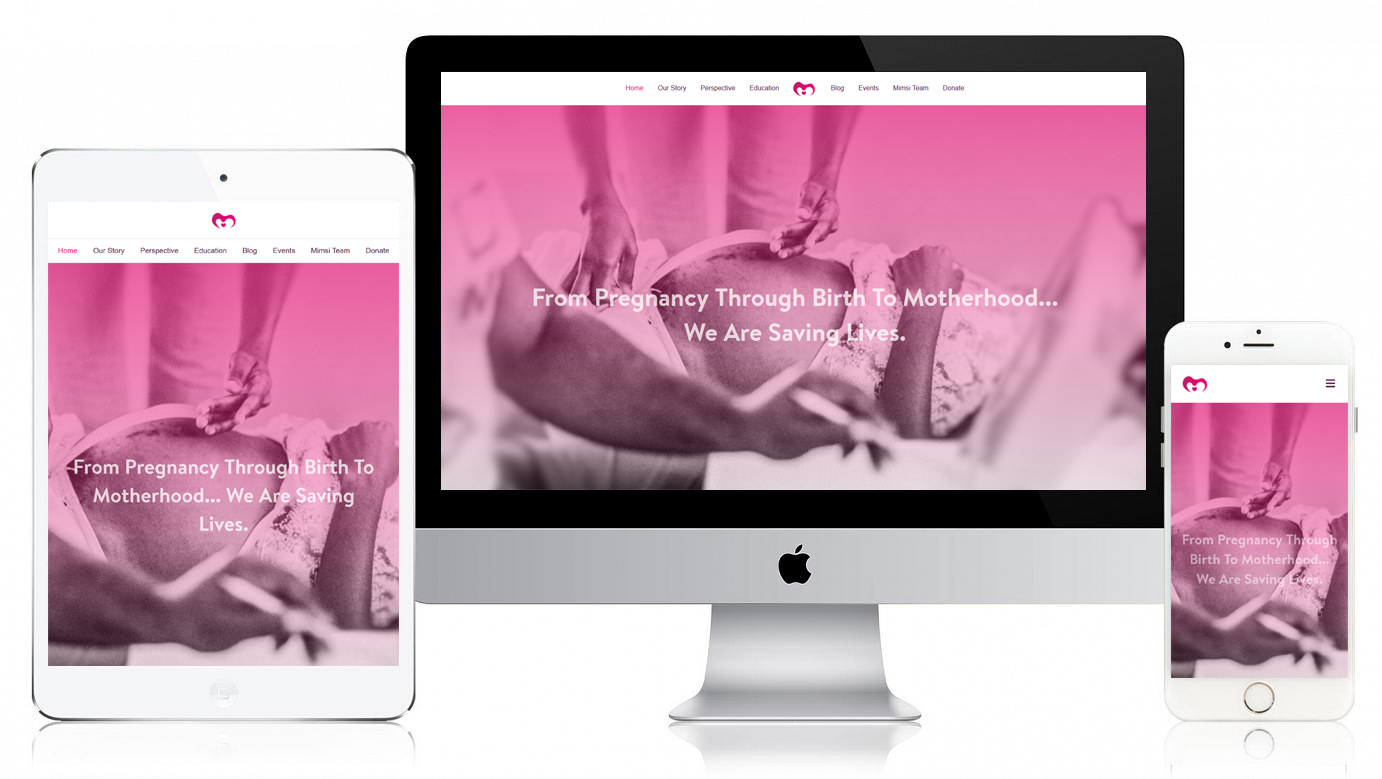 Home Our Story Perspective Education Blog Events Mimsi Team Donate
From Pregnancy Through Birth To Motherhood...
We Are Saving Lives.
Home Our Story Perspective Education Blog Events Mimsi Team Donate
From Pregnancy Through Birth To
Motherhood... We Are Saving
Lives.
From Pregnancy Through
Birth To Motherhood...
We Are Saving Lives.